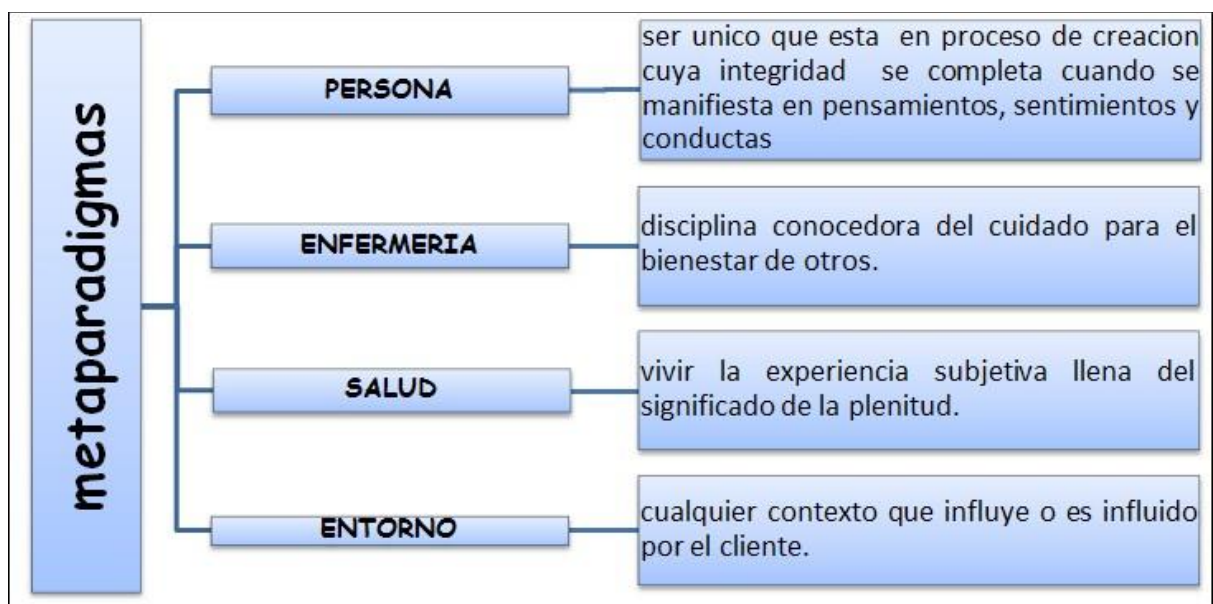 metaparadigmas
PERSONA
ser unico que esta en proceso de creacion
cuya integridad se completa cuando se
manifiesta en pensamientos, sentimientos y
conductas
ENFERMERIA
disciplina conocedora del cuidado para el
bienestar de otros.
SALUD
vivir la experiencia subjetiva llena del
significado de la plenitud.
ENTORNO
cualquier contexto que influye o es influido
por el cliente.